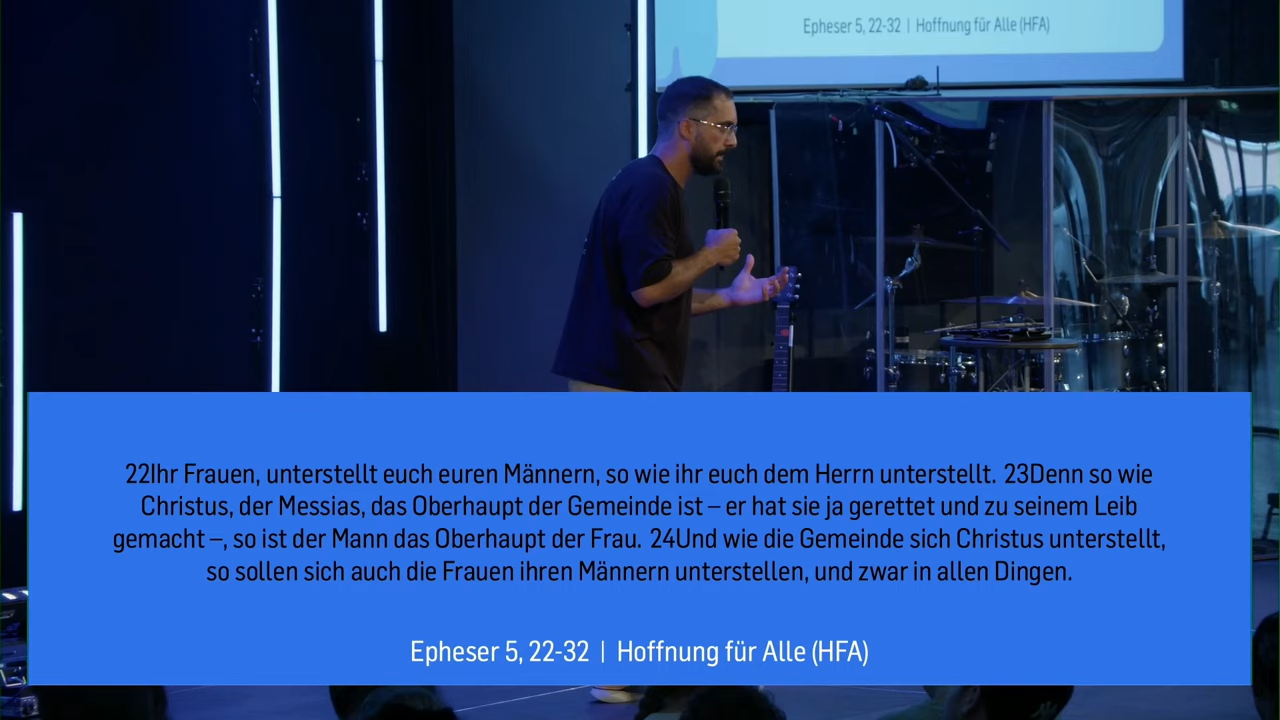 Epheser 5, 22-32 | Hoffnung für Alle (HFA)
22Ihr Frauen, unterstellt euch euren Männern, so wie ihr euch dem Herrn unterstellt. 23Denn so wie
Christus, der Messias, das Oberhaupt der Gemeinde ist – er hat sie ja gerettet und zu seinem Leib
gemacht –, so ist der Mann das Oberhaupt der Frau. 24Und wie die Gemeinde sich Christus unterstellt,
so sollen sich auch die Frauen ihren Männern unterstellen, und zwar in allen Dingen.
Epheser 5, 22-32 | Hoffnung für Alle (HFA)